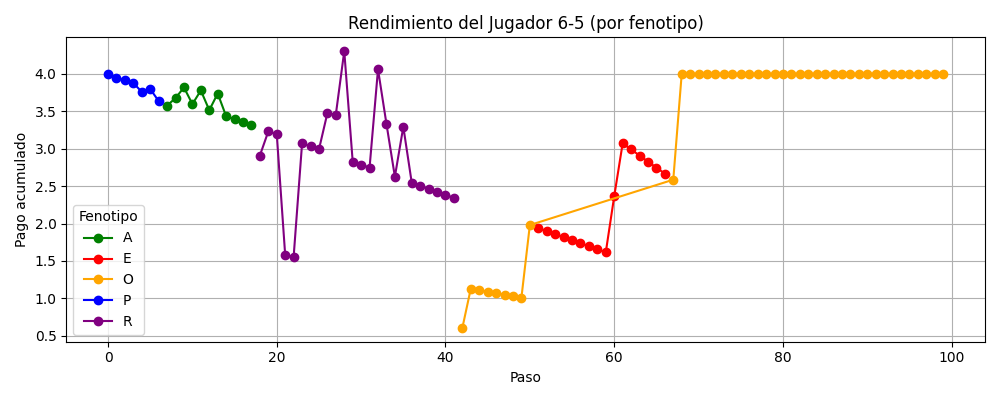 Rendimiento del Jugador 6-5 (por fenotipo)
Pago acumulado
4.0
3.5
3.0
2.5
2.0
1.5
1.0
0.5
Fenotipo
A
E
O
P
R
0 20 40 60 80 100
Paso